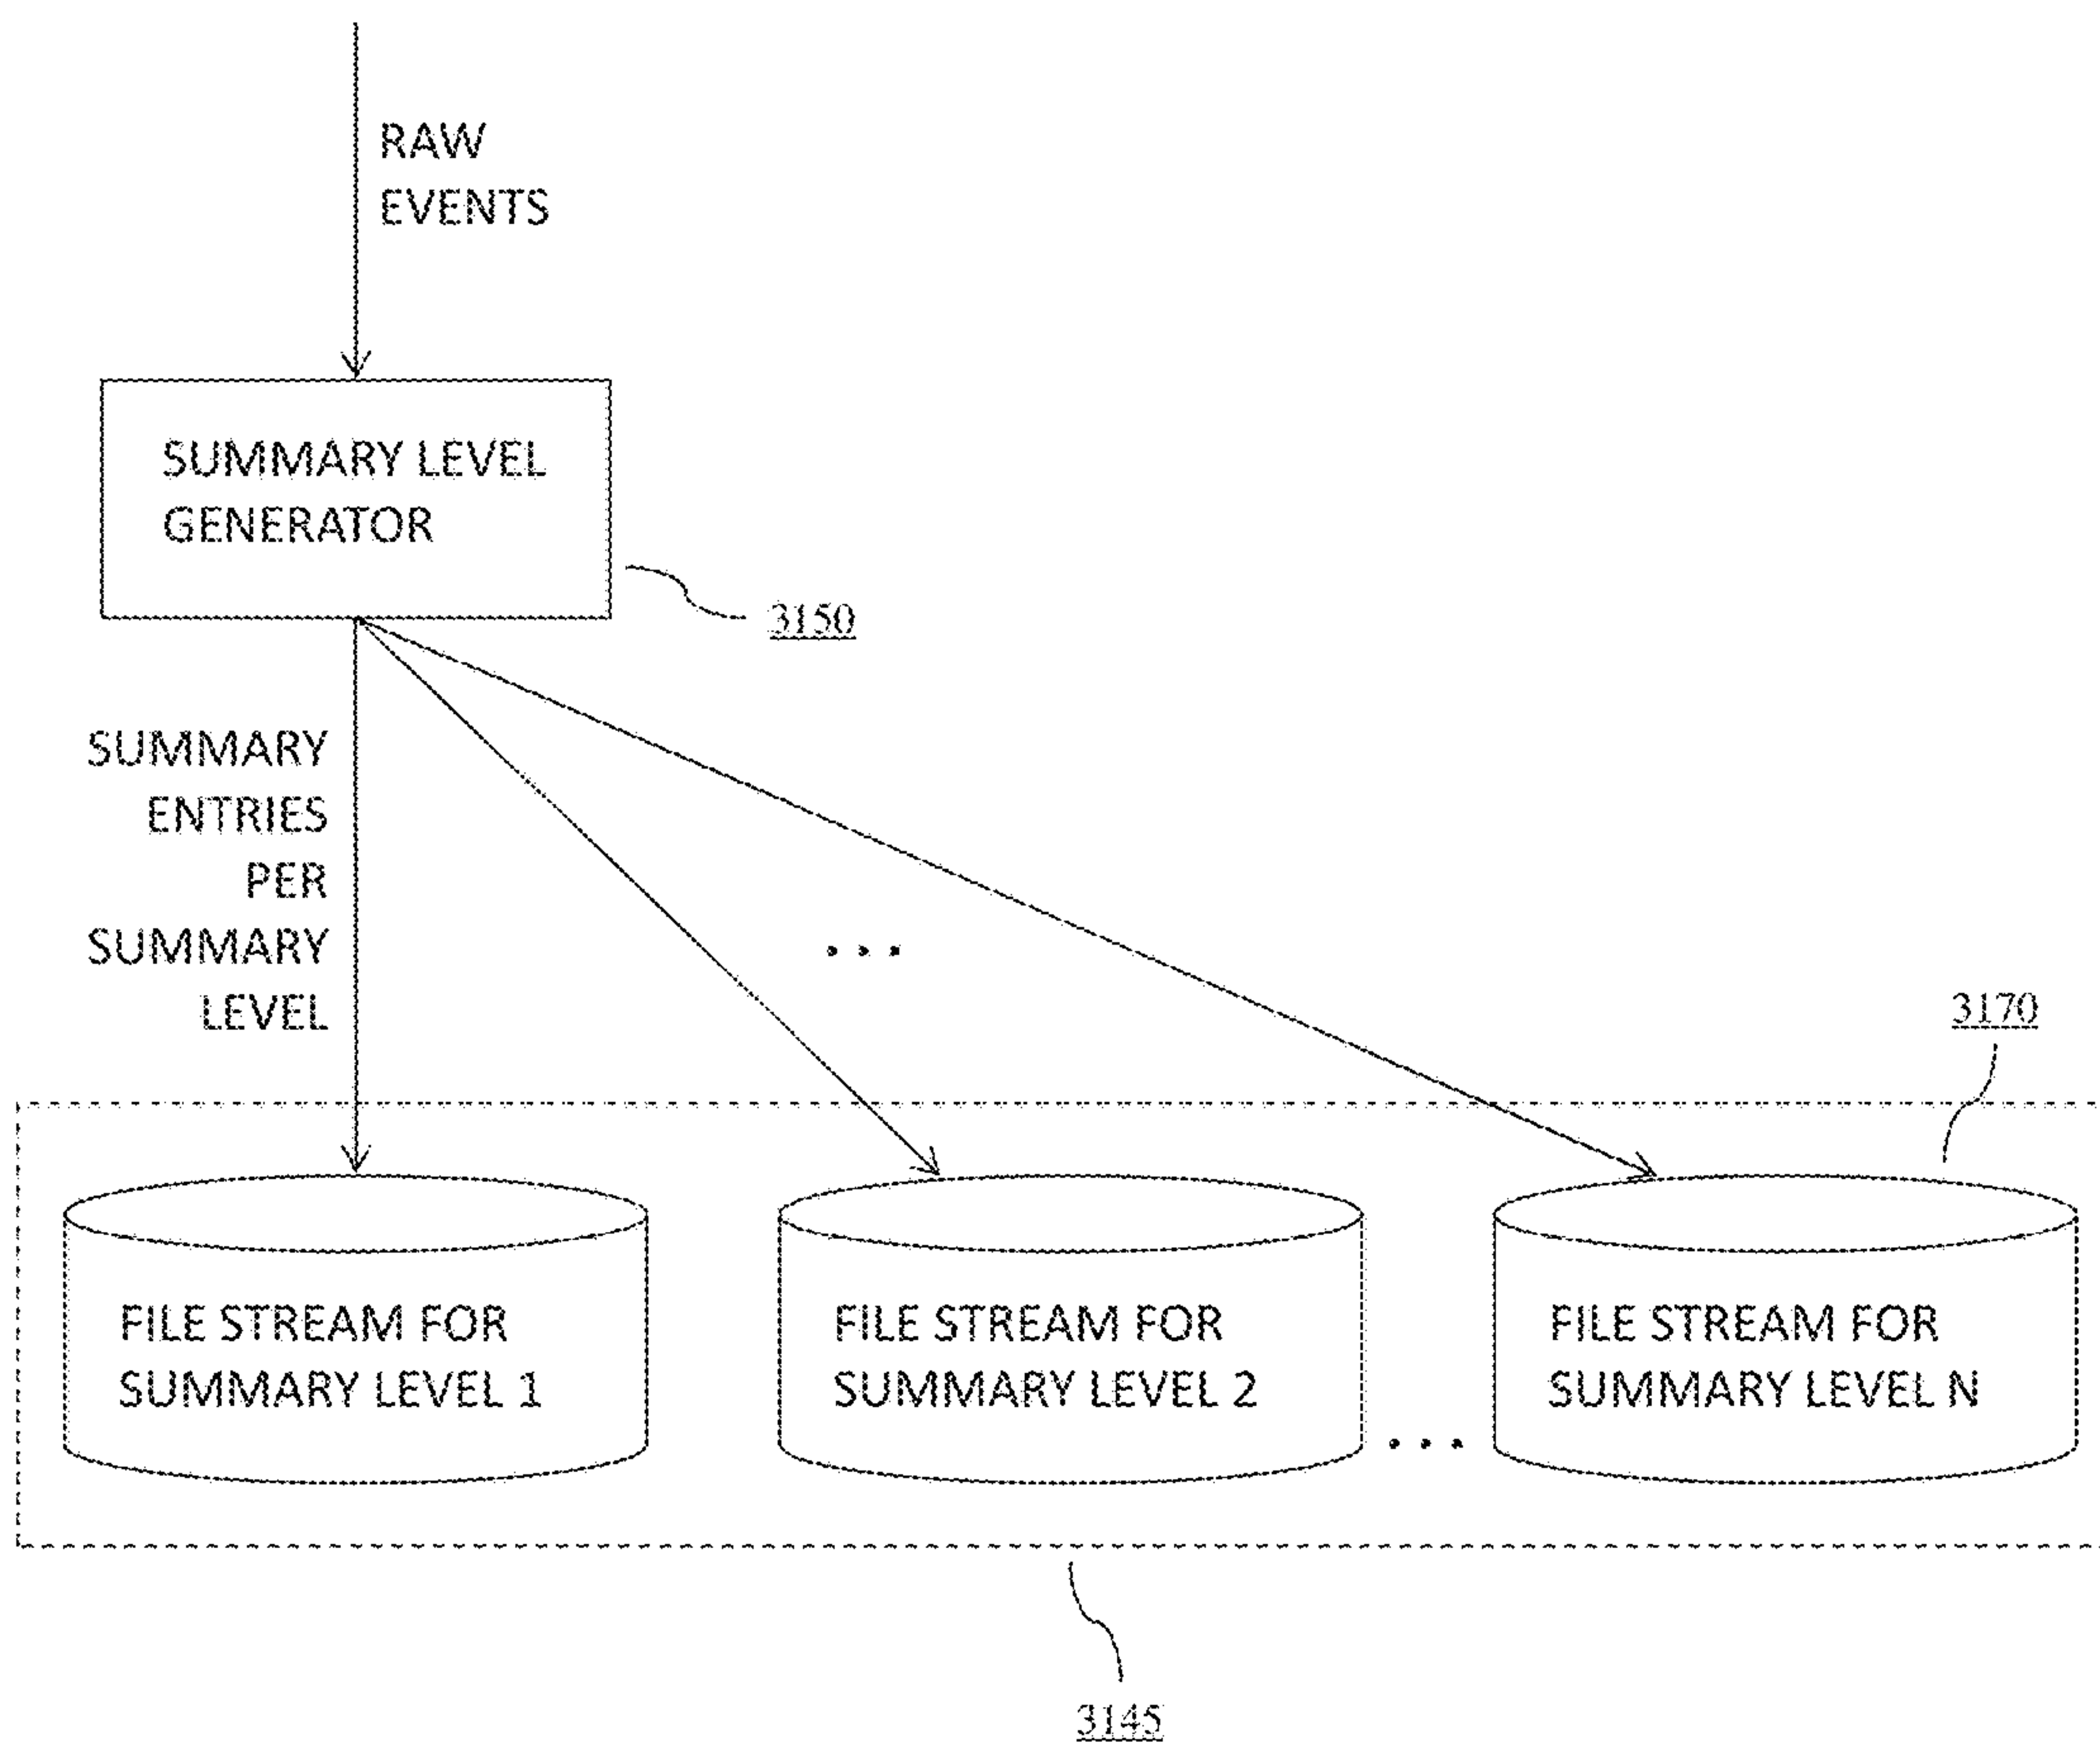 RAW
EVENTS
SUMMARY LEVEL
GENERATOR
3150
SUMMARY
ENTRIES
PER
SUMMARY
LEVEL
...
3170
FILE STREAM FOR
SUMMARY LEVEL 1
FILE STREAM FOR
SUMMARY LEVEL 2
...
FILE STREAM FOR
SUMMARY LEVEL N
3145